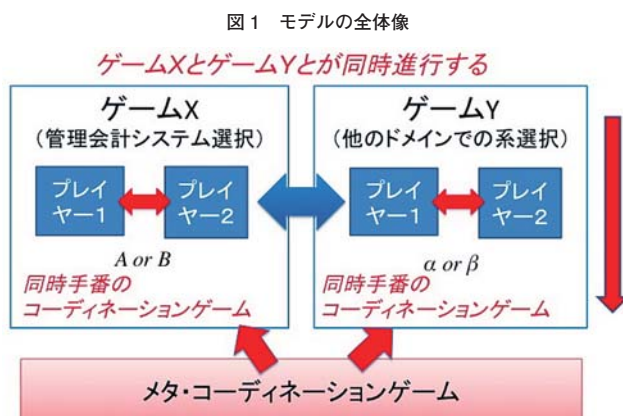 図1 モデルの全体像
ゲームXとゲームYとが同時進行する
ゲームX
(管理会計システム選択)
プレイ
ヤー1
プレイ
ヤー2
A or B
同時手番の
コーディネーションゲーム
ゲームY
(他のドメインでの系選択)
プレイ
ヤー1
プレイ
ヤー2
α or β
同時手番の
コーディネーションゲーム
メタ・コーディネーションゲーム